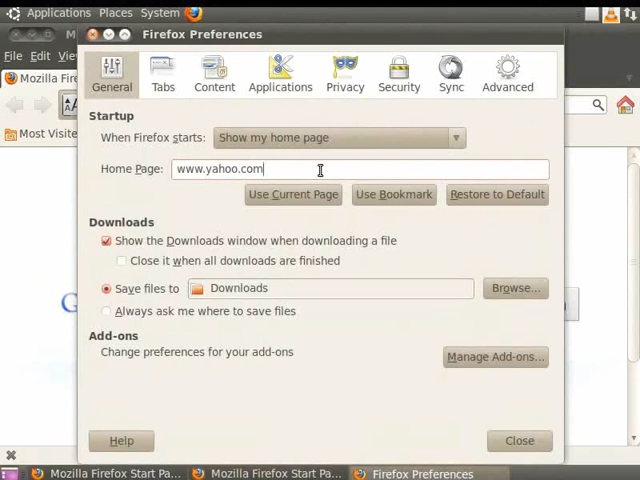 Applications Places System
Firefox Preferences
File Edit
Mozilla Fire
General Tabs Content Applications Privacy Security Sync Advanced
Most Visite
Startup
When Firefox starts: Show my home page
Home Page: www.yahoo.com
Use Current Page Use Bookmark Restore to Default
Downloads
Show the Downloads window when downloading a file
Close it when all downloads are finished
Save files to Downloads Browse...
Always ask me where to save files
Add-ons
Change preferences for your add-ons Manage Add-ons...
Help Close
Mozilla Firefox Start Pa... Mozilla Firefox Start Pa... Firefox Preferences